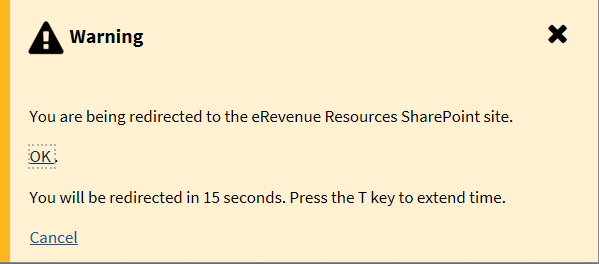 Warning
You are being redirected to the eRevenue Resources SharePoint site.
OK.
You will be redirected in 15 seconds. Press the T key to extend time.
Cancel